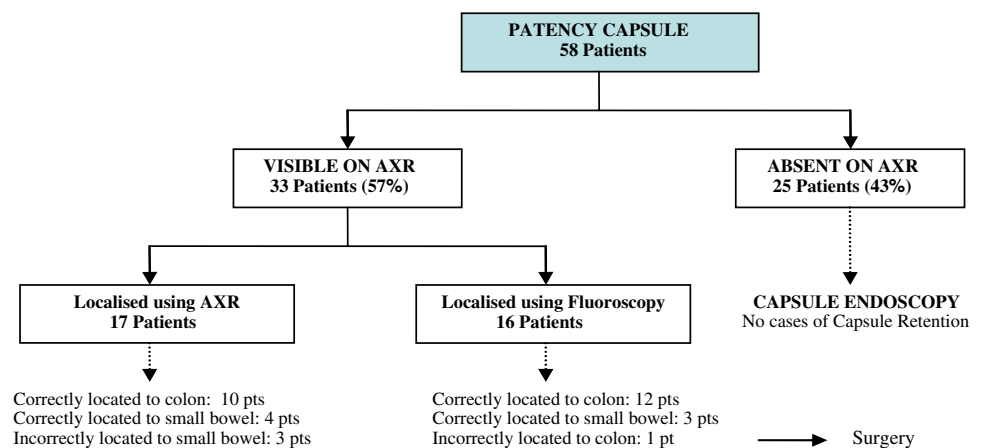 PATENCY CAPSULE
58 Patients
VISIBLE ON AXR
33 Patients (57%)
ABSENT ON AXR
25 Patients (43%)
Localised using AXR
17 Patients
Localised using Fluoroscopy
16 Patients
CAPSULE ENDOSCOPY
No cases of Capsule Retention
Correctly located to colon: 10 pts
Correctly located to small bowel: 4 pts
Incorrectly located to small bowel: 3 pts
Correctly located to colon: 12 pts
Correctly located to small bowel: 3 pts
Incorrectly located to colon: 1 pt
Surgery